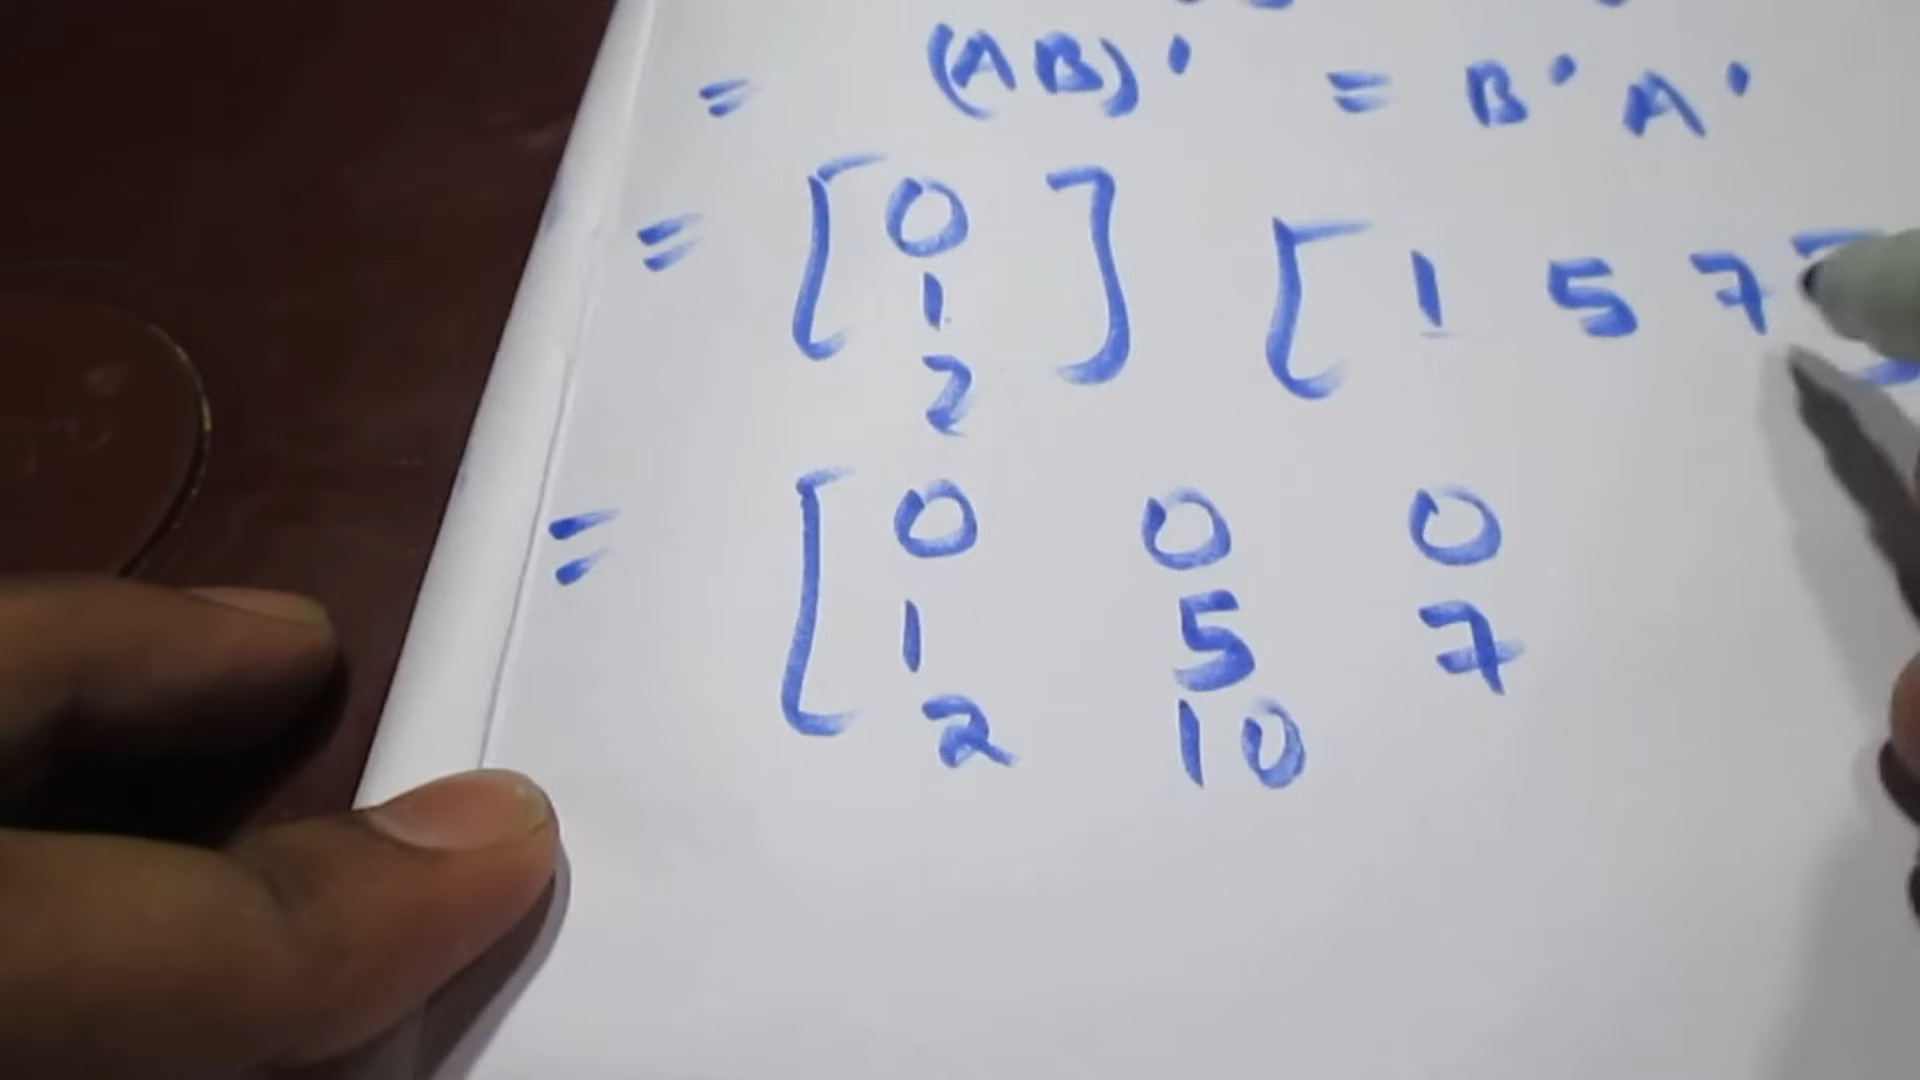 = (AB)' = B' A'
= [ 0 ] [ 1 5 7 ]
1
2
= [ 0 0 0
1 5 7
2 10